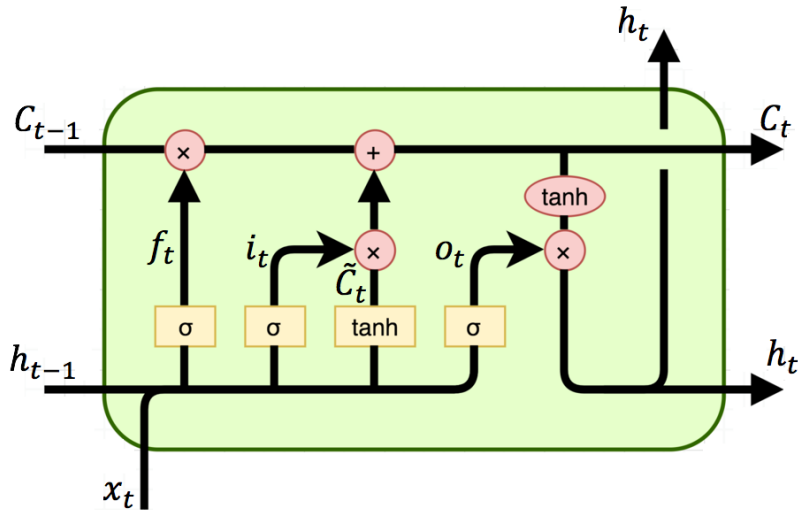 h_t
C_{t−1}
×
+
C_t
tanh
f_t
i_t
×
o_t
×
C̃_t
σ
σ
tanh
σ
h_{t−1}
h_t
x_t